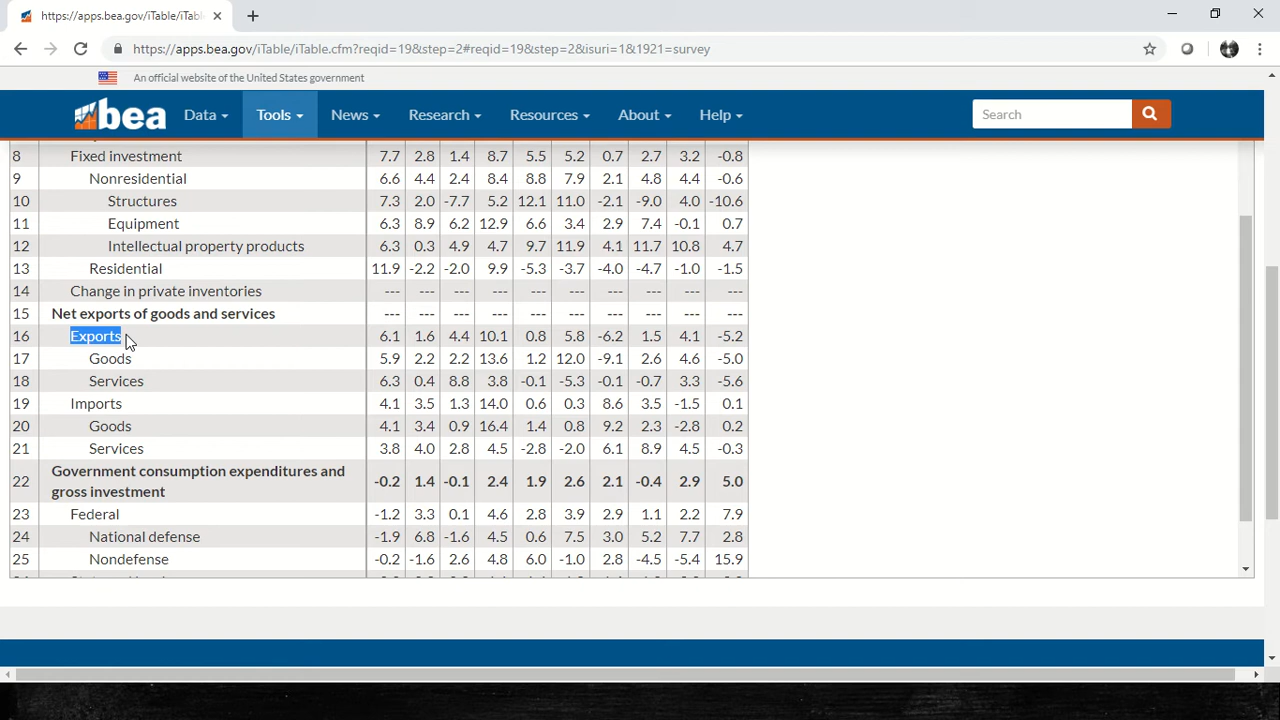 https://apps.bea.gov/iTable/iTabl
https://apps.bea.gov/iTable/iTable.cfm?reqid=19&step=2#reqid=19&step=2&isuri=1&1921=survey
An official website of the United States government
bea Data Tools News Research Resources About Help Search
8 Fixed investment 7.7 2.8 1.4 8.7 5.5 5.2 0.7 2.7 3.2 -0.8
9 Nonresidential 6.6 4.4 2.4 8.4 8.8 7.9 2.1 4.8 4.4 -0.6
10 Structures 7.3 2.0 -7.7 5.2 12.1 11.0 -2.1 -9.0 4.0 -10.6
11 Equipment 6.3 8.9 6.2 12.9 6.6 3.4 2.9 7.4 -0.1 0.7
12 Intellectual property products 6.3 0.3 4.9 4.7 9.7 11.9 4.1 11.7 10.8 4.7
13 Residential 11.9 -2.2 -2.0 9.9 -5.3 -3.7 -4.0 -4.7 -1.0 -1.5
14 Change in private inventories --- --- --- --- --- --- --- --- --- ---
15 Net exports of goods and services --- --- --- --- --- --- --- --- --- ---
16 Exports 6.1 1.6 4.4 10.1 0.8 5.8 -6.2 1.5 4.1 -5.2
17 Goods 5.9 2.2 2.2 13.6 1.2 12.0 -9.1 2.6 4.6 -5.0
18 Services 6.3 0.4 8.8 3.8 -0.1 -5.3 -0.1 -0.7 3.3 -5.6
19 Imports 4.1 3.5 1.3 14.0 0.6 0.3 8.6 3.5 -1.5 0.1
20 Goods 4.1 3.4 0.9 16.4 1.4 0.8 9.2 2.3 -2.8 0.2
21 Services 3.8 4.0 2.8 4.5 -2.8 -2.0 6.1 8.9 4.5 -0.3
22 Government consumption expenditures and
gross investment -0.2 1.4 -0.1 2.4 1.9 2.6 2.1 -0.4 2.9 5.0
23 Federal -1.2 3.3 0.1 4.6 2.8 3.9 2.9 1.1 2.2 7.9
24 National defense -1.9 6.8 -1.6 4.5 0.6 7.5 3.0 5.2 7.7 2.8
25 Nondefense -0.2 -1.6 2.6 4.8 6.0 -1.0 2.8 -4.5 -5.4 15.9